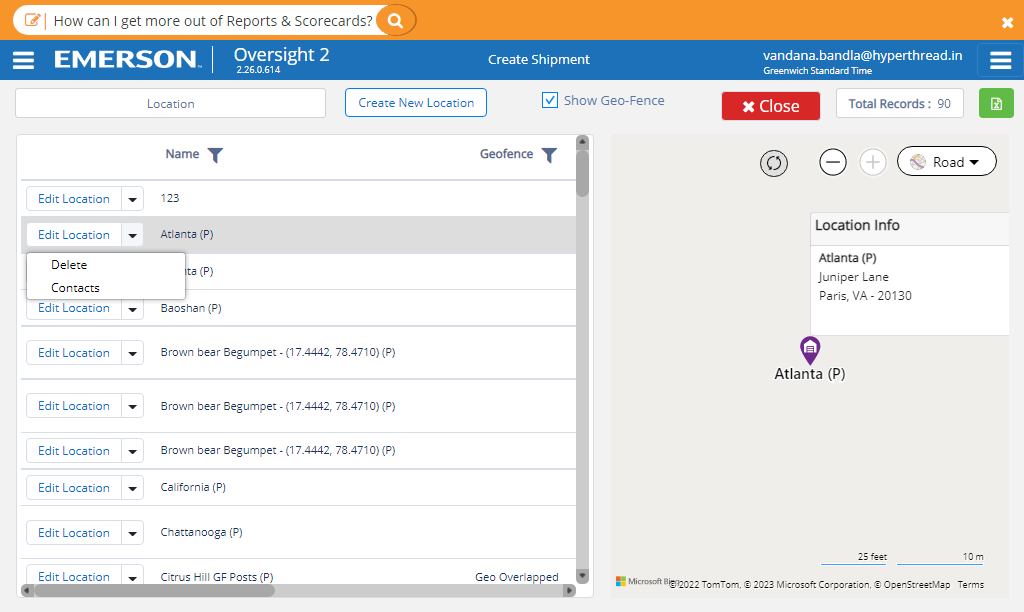 How can I get more out of Reports & Scorecards?
EMERSON
Oversight 2
2.26.0.614
Create Shipment
vandana.bandla@hyperthread.in
Greenwich Standard Time
Location
Create New Location
Show Geo-Fence
Close
Total Records : 90
Name
Geofence
Edit Location
123
Edit Location
Atlanta (P)
Delete
Contacts
ta (P)
Edit Location
Baoshan (P)
Edit Location
Brown bear Begumpet - (17.4442, 78.4710) (P)
Edit Location
Brown bear Begumpet - (17.4442, 78.4710) (P)
Edit Location
Brown bear Begumpet - (17.4442, 78.4710) (P)
Edit Location
California (P)
Edit Location
Chattanooga (P)
Edit Location
Citrus Hill GF Posts (P)
Geo Overlapped
Road
Location Info
Atlanta (P)
Juniper Lane
Paris, VA - 20130
Atlanta (P)
25 feet
10 m
Microsoft Bing
© 2022 TomTom, © 2023 Microsoft Corporation, © OpenStreetMap Terms